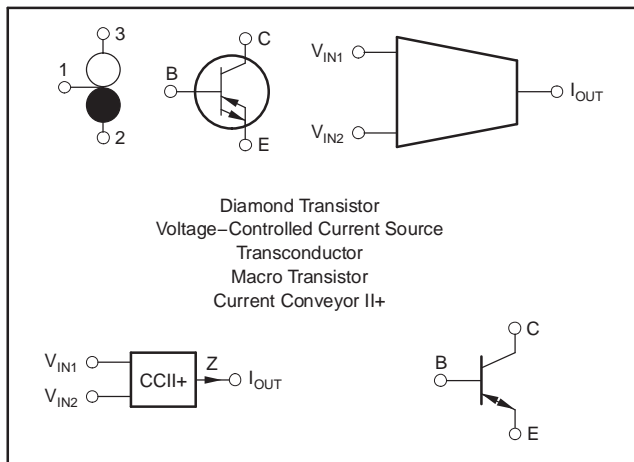 3
1
2
C
B
E
V_IN1
V_IN2
I_OUT
Diamond Transistor
Voltage−Controlled Current Source
Transconductor
Macro Transistor
Current Conveyor II+
V_IN1
V_IN2
CCII+
Z
I_OUT
C
B
E